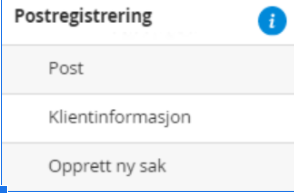 Postregistrering
Post
Klientinformasjon
Opprett ny sak